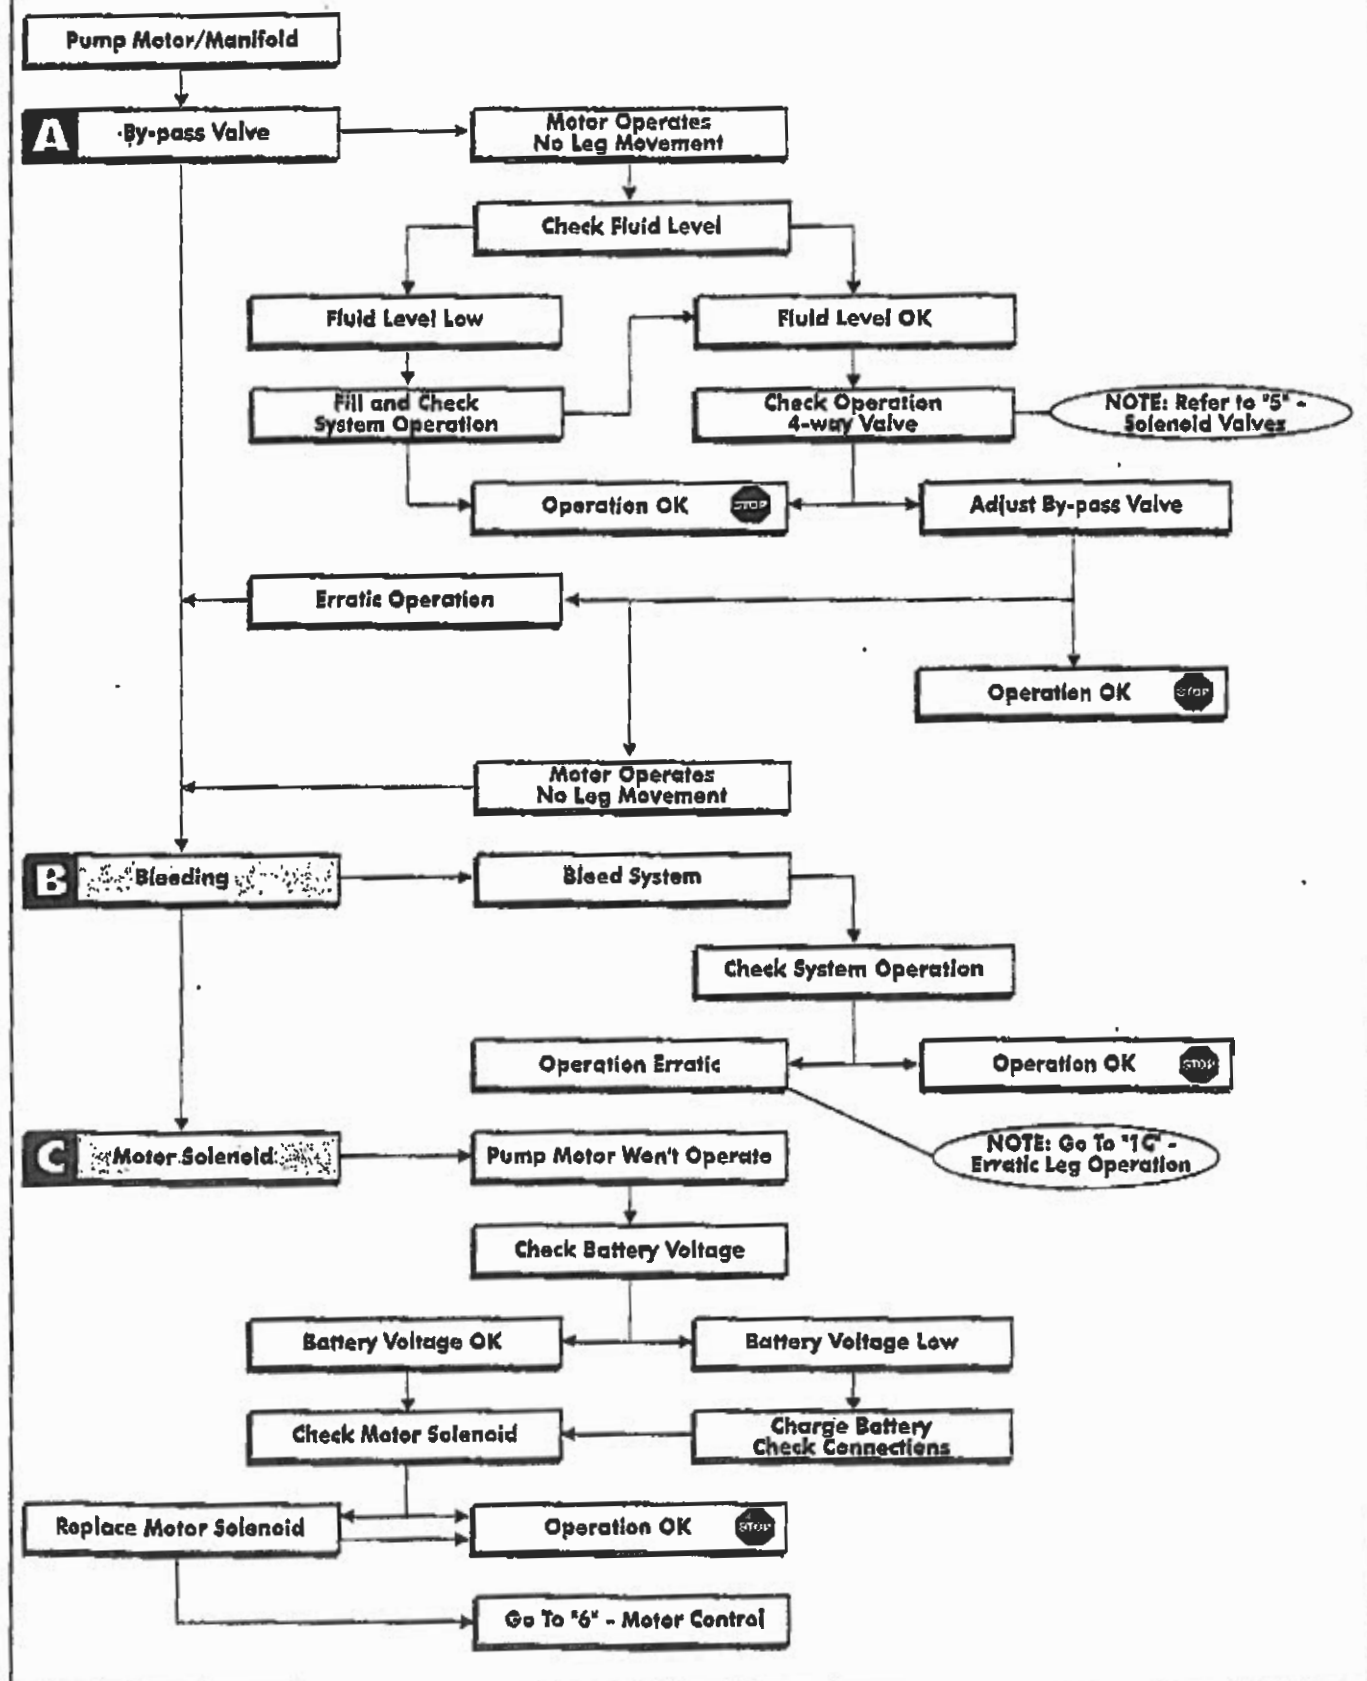 Pump Motor/Manifold
A
By-pass Valve
Motor Operates
No Leg Movement
Check Fluid Level
Fluid Level Low
Fluid Level OK
Fill and Check
System Operation
Check Operation
4-way Valve
NOTE: Refer to "5" -
Solenoid Valves
Operation OK
STOP
Adjust By-pass Valve
Erratic Operation
Operation OK
STOP
Motor Operates
No Leg Movement
B
Bleeding
Bleed System
Check System Operation
Operation Erratic
Operation OK
STOP
C
Motor Solenoid
Pump Motor Won't Operate
NOTE: Go To "1C" -
Erratic Leg Operation
Check Battery Voltage
Battery Voltage OK
Battery Voltage Low
Check Motor Solenoid
Charge Battery
Check Connections
Replace Motor Solenoid
Operation OK
STOP
Go To "6" - Motor Control